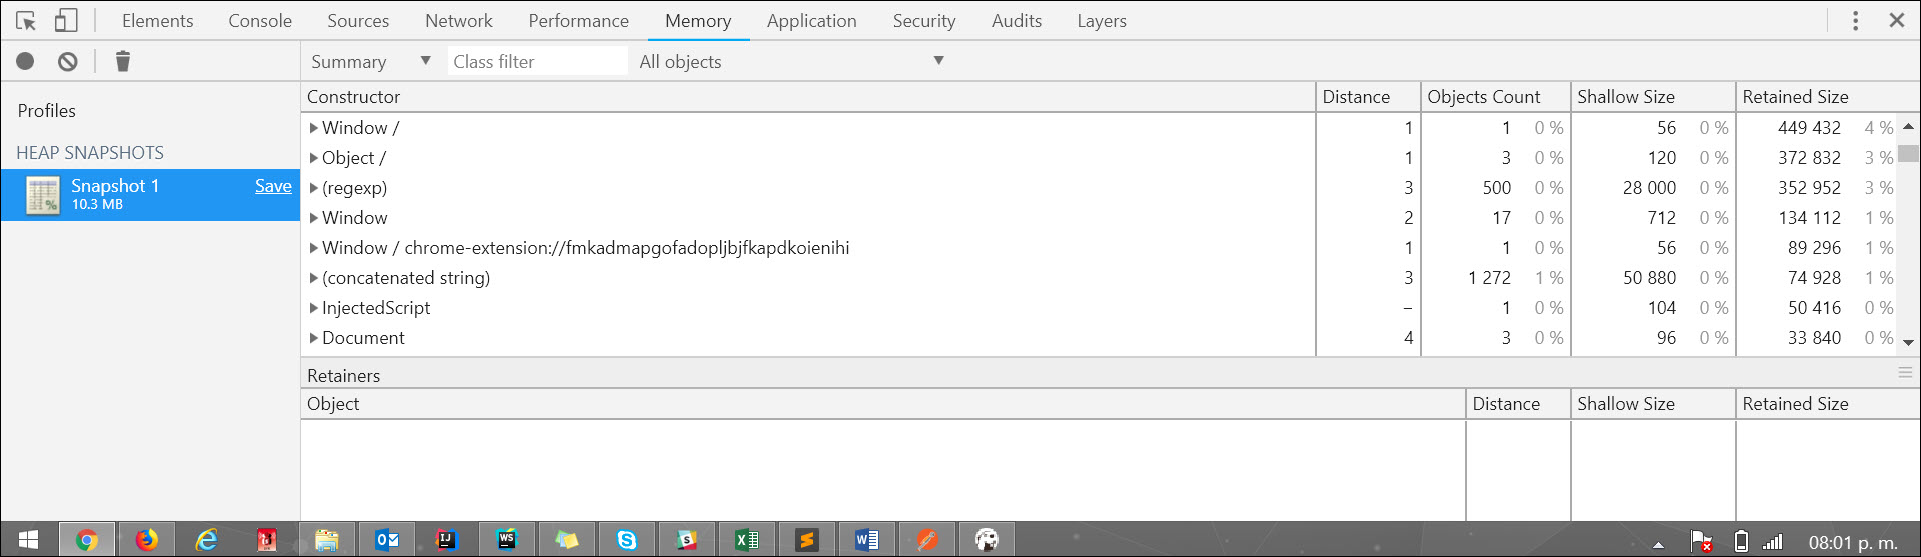 Elements Console Sources Network Performance Memory Application Security Audits Layers
Summary Class filter All objects
Profiles
HEAP SNAPSHOTS
Snapshot 1 Save
10.3 MB
Constructor Distance Objects Count Shallow Size Retained Size
Window / 1 1 0 % 56 0 % 449 432 4 %
Object / 1 3 0 % 120 0 % 372 832 3 %
(regexp) 3 500 0 % 28 000 0 % 352 952 3 %
Window 2 17 0 % 712 0 % 134 112 1 %
Window / chrome-extension://fmkadmapgofadopljbjfkapdkoienihi 1 1 0 % 56 0 % 89 296 1 %
(concatenated string) 3 1 272 1 % 50 880 0 % 74 928 1 %
InjectedScript – 1 0 % 104 0 % 50 416 0 %
Document 4 3 0 % 96 0 % 33 840 0 %
Retainers
Object Distance Shallow Size Retained Size
IJ WS
08:01 p. m.